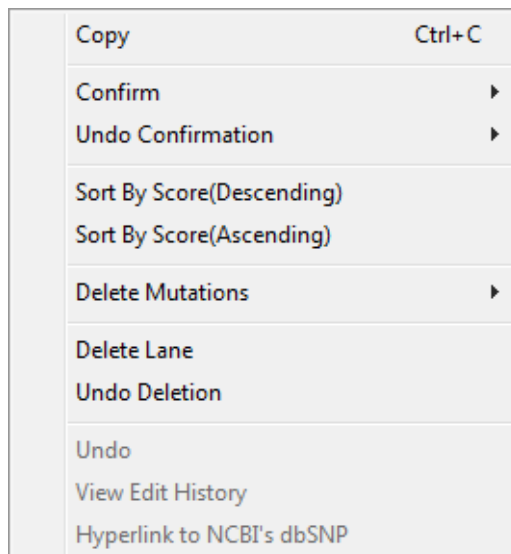 Copy Ctrl+C
Confirm
Undo Confirmation
Sort By Score(Descending)
Sort By Score(Ascending)
Delete Mutations
Delete Lane
Undo Deletion
Undo
View Edit History
Hyperlink to NCBI's dbSNP